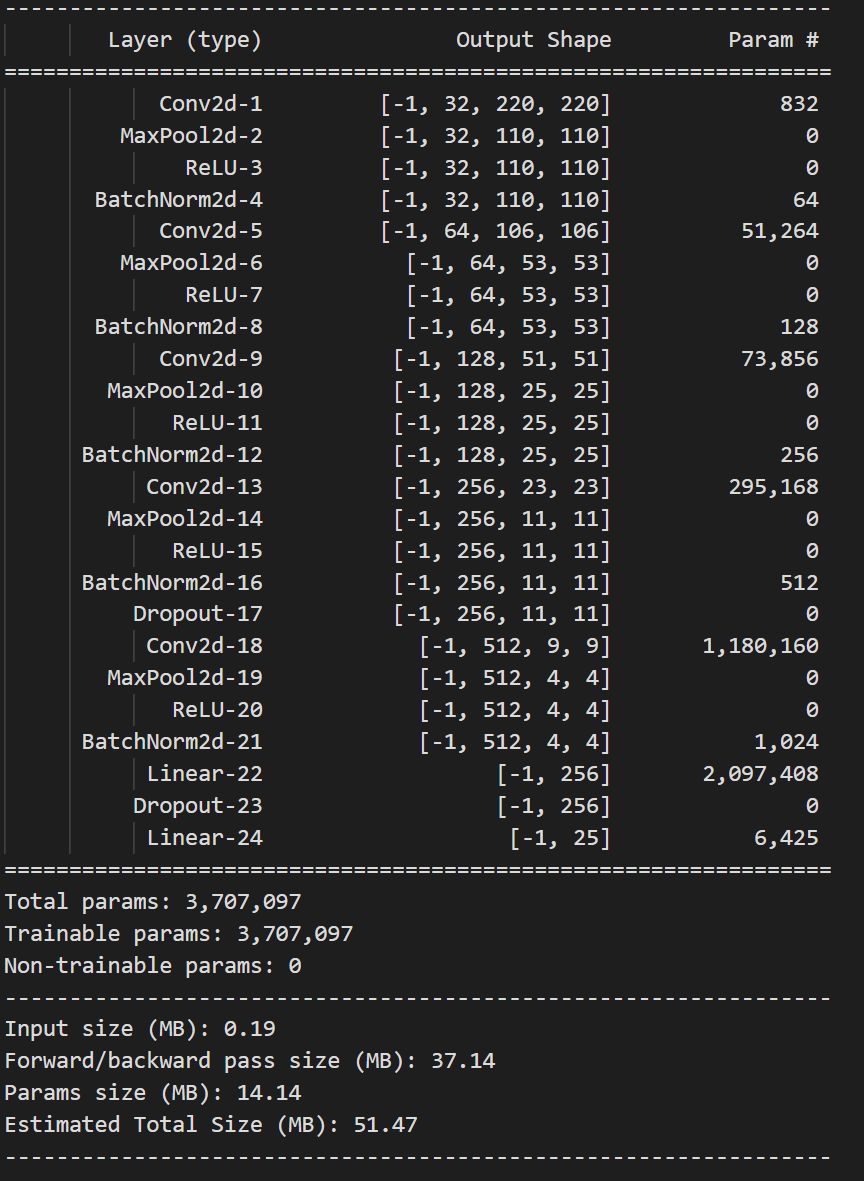 ----------------------------------------------------------------
Layer (type) Output Shape Param #
================================================================
Conv2d-1 [-1, 32, 220, 220] 832
MaxPool2d-2 [-1, 32, 110, 110] 0
ReLU-3 [-1, 32, 110, 110] 0
BatchNorm2d-4 [-1, 32, 110, 110] 64
Conv2d-5 [-1, 64, 106, 106] 51,264
MaxPool2d-6 [-1, 64, 53, 53] 0
ReLU-7 [-1, 64, 53, 53] 0
BatchNorm2d-8 [-1, 64, 53, 53] 128
Conv2d-9 [-1, 128, 51, 51] 73,856
MaxPool2d-10 [-1, 128, 25, 25] 0
ReLU-11 [-1, 128, 25, 25] 0
BatchNorm2d-12 [-1, 128, 25, 25] 256
Conv2d-13 [-1, 256, 23, 23] 295,168
MaxPool2d-14 [-1, 256, 11, 11] 0
ReLU-15 [-1, 256, 11, 11] 0
BatchNorm2d-16 [-1, 256, 11, 11] 512
Dropout-17 [-1, 256, 11, 11] 0
Conv2d-18 [-1, 512, 9, 9] 1,180,160
MaxPool2d-19 [-1, 512, 4, 4] 0
ReLU-20 [-1, 512, 4, 4] 0
BatchNorm2d-21 [-1, 512, 4, 4] 1,024
Linear-22 [-1, 256] 2,097,408
Dropout-23 [-1, 256] 0
Linear-24 [-1, 25] 6,425
================================================================
Total params: 3,707,097
Trainable params: 3,707,097
Non-trainable params: 0
----------------------------------------------------------------
Input size (MB): 0.19
Forward/backward pass size (MB): 37.14
Params size (MB): 14.14
Estimated Total Size (MB): 51.47
----------------------------------------------------------------